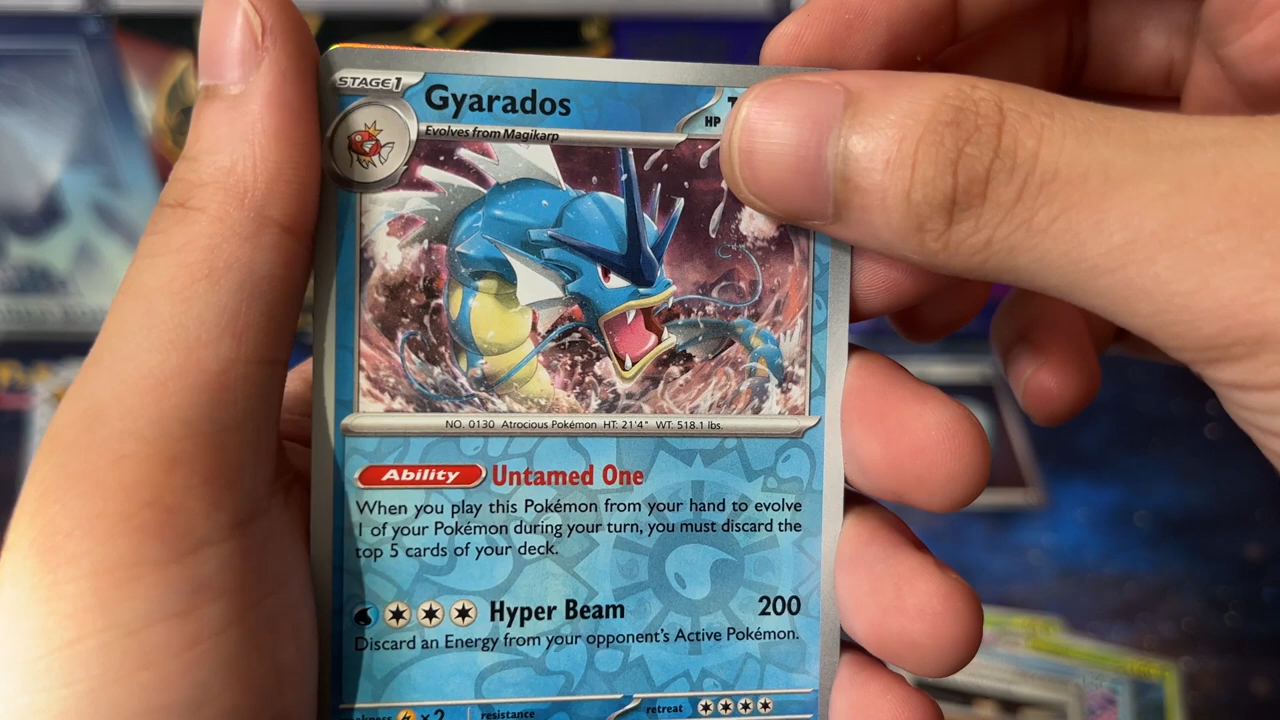 STAGE1
Gyarados
HP
Evolves from Magikarp
NO. 0130 Atrocious Pokémon HT: 21'4" WT: 518.1 lbs.
Ability Untamed One
When you play this Pokémon from your hand to evolve
1 of your Pokémon during your turn, you must discard the
top 5 cards of your deck.
Hyper Beam 200
Discard an Energy from your opponent's Active Pokémon.
×2 resistance retreat